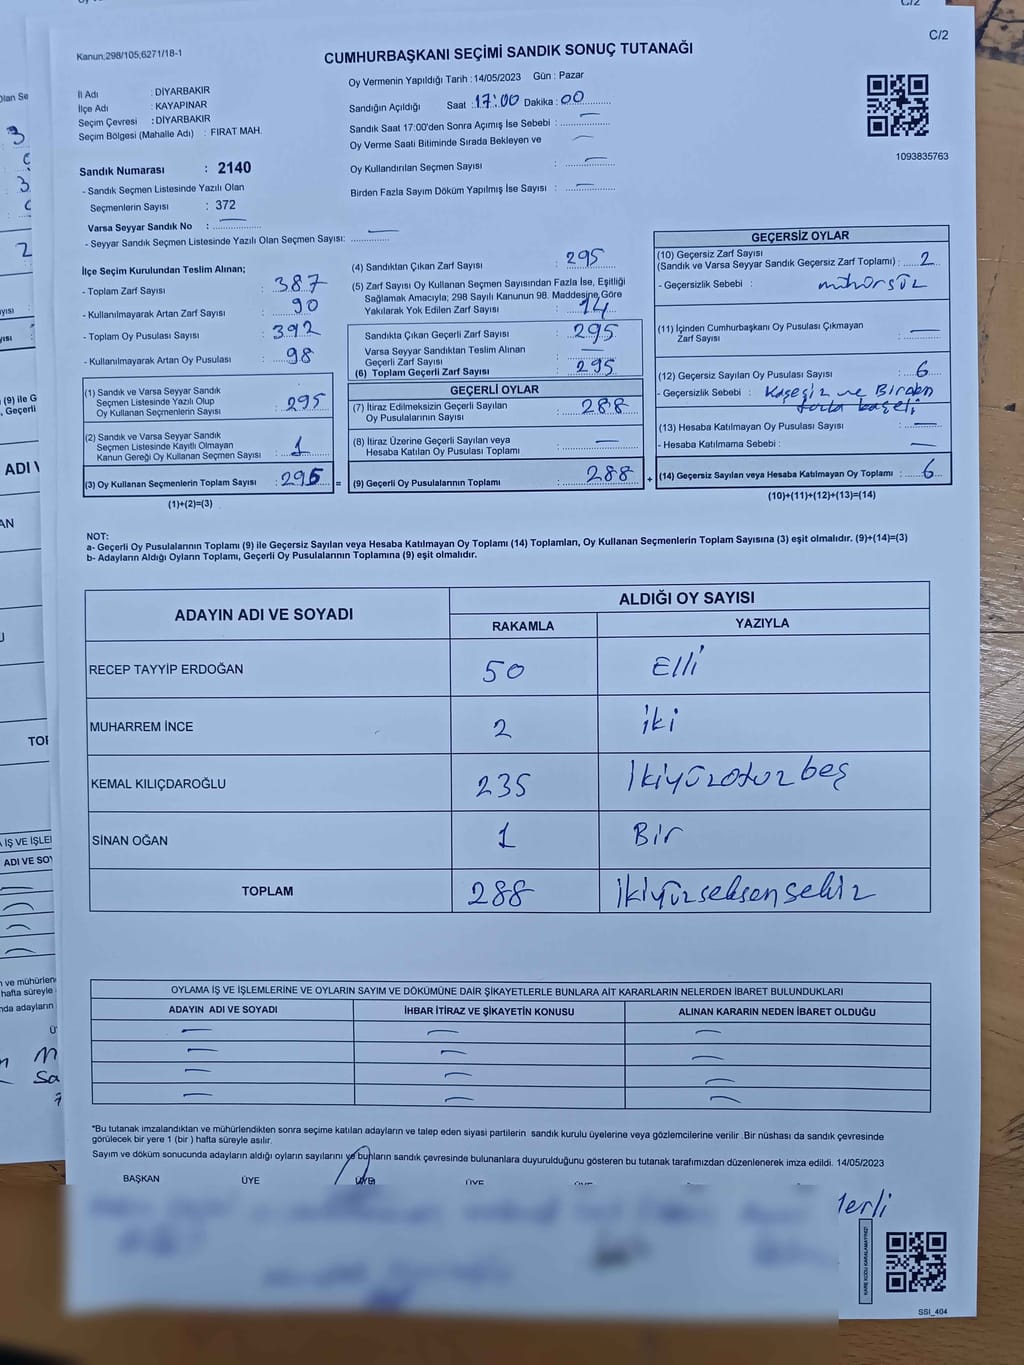 C/2
Kanun:298/105;6271/18-1
CUMHURBAŞKANI SEÇİMİ SANDIK SONUÇ TUTANAĞI
C/2
Oy Vermenin Yapıldığı Tarih :14/05/2023 Gün : Pazar
İl Adı : DİYARBAKIR
İlçe Adı : KAYAPINAR
Seçim Çevresi : DİYARBAKIR
Seçim Bölgesi (Mahalle Adı) : FIRAT MAH.
Sandığın Açıldığı Saat : 17:00 Dakika : 00
Sandık Saat 17:00'den Sonra Açımış İse Sebebi : —
Oy Verme Saati Bitiminde Sırada Bekleyen ve —
Oy Kullandırılan Seçmen Sayısı : —
Birden Fazla Sayım Döküm Yapılmış İse Sayısı : —
1093835763
Sandık Numarası : 2140
- Sandık Seçmen Listesinde Yazılı Olan
Seçmenlerin Sayısı : 372
Varsa Seyyar Sandık No : —
- Seyyar Sandık Seçmen Listesinde Yazılı Olan Seçmen Sayısı: —
İlçe Seçim Kurulundan Teslim Alınan;
- Toplam Zarf Sayısı : 387
- Kullanılmayarak Artan Zarf Sayısı : 90
- Toplam Oy Pusulası Sayısı : 392
- Kullanılmayarak Artan Oy Pusulası : 98
(1) Sandık ve Varsa Seyyar Sandık
Seçmen Listesinde Yazılı Olup
Oy Kullanan Seçmenlerin Sayısı : 295
(2) Sandık ve Varsa Seyyar Sandık
Seçmen Listesinde Kayıtlı Olmayan
Kanun Gereği Oy Kullanan Seçmen Sayısı : 1
(3) Oy Kullanan Seçmenlerin Toplam Sayısı : =
(1)+(2)=(3)
(4) Sandıktan Çıkan Zarf Sayısı : 295
(5) Zarf Sayısı Oy Kullanan Seçmen Sayısından Fazla İse, Eşitliği
Sağlamak Amacıyla; 298 Sayılı Kanunun 98. Maddesine Göre
Yakılarak Yok Edilen Zarf Sayısı : 14
Sandıkta Çıkan Geçerli Zarf Sayısı : 295
Varsa Seyyar Sandıktan Teslim Alınan
Geçerli Zarf Sayısı : —
(6) Toplam Geçerli Zarf Sayısı : 295
GEÇERLİ OYLAR
(7) İtiraz Edilmeksizin Geçerli Sayılan
Oy Pusulalarının Sayısı : 288
(8) İtiraz Üzerine Geçerli Sayılan veya
Hesaba Katılan Oy Pusulası Toplamı : —
(9) Geçerli Oy Pusulalarının Toplamı : 288 +
GEÇERSİZ OYLAR
(10) Geçersiz Zarf Sayısı
(Sandık ve Varsa Seyyar Sandık Geçersiz Zarf Toplamı) : 2
- Geçersizlik Sebebi : mühürsüz
(11) İçinden Cumhurbaşkanı Oy Pusulası Çıkmayan
Zarf Sayısı : —
(12) Geçersiz Sayılan Oy Pusulası Sayısı : 6
- Geçersizlik Sebebi : Kaşesiz ve Birden
fazla kaşeli
(13) Hesaba Katılmayan Oy Pusulası Sayısı : —
- Hesaba Katılmama Sebebi : —
(14) Geçersiz Sayılan veya Hesaba Katılmayan Oy Toplamı : 6
(10)+(11)+(12)+(13)=(14)
NOT:
a- Geçerli Oy Pusulalarının Toplamı (9) ile Geçersiz Sayılan veya Hesaba Katılmayan Oy Toplamı (14) Toplamları, Oy Kullanan Seçmenlerin Toplam Sayısına (3) eşit olmalıdır. (9)+(14)=(3)
b- Adayların Aldığı Oyların Toplamı, Geçerli Oy Pusulalarının Toplamına (9) eşit olmalıdır.
ADAYIN ADI VE SOYADI ALDIĞI OY SAYISI
RAKAMLA YAZIYLA
RECEP TAYYİP ERDOĞAN 50 Elli
MUHARREM İNCE 2 iki
KEMAL KILIÇDAROĞLU 235 İkiyüzotuzbeş
SİNAN OĞAN 1 Bir
TOPLAM 288 ikiyüzseksensekiz
OYLAMA İŞ VE İŞLEMLERİNE VE OYLARIN SAYIM VE DÖKÜMÜNE DAİR ŞİKAYETLERLE BUNLARA AİT KARARLARIN NELERDEN İBARET BULUNDUKLARI
ADAYIN ADI VE SOYADI İHBAR İTİRAZ VE ŞİKAYETİN KONUSU ALINAN KARARIN NEDEN İBARET OLDUĞU
— — —
— — —
— — —
— — —
*Bu tutanak imzalandıktan ve mühürlendikten sonra seçime katılan adayların ve talep eden siyasi partilerin sandık kurulu üyelerine veya gözlemcilerine verilir .Bir nüshası da sandık çevresinde
görülecek bir yere 1 (bir ) hafta süreyle asılır.
Sayım ve döküm sonucunda adayların aldığı oyların sayılarını ve bunların sandık çevresinde bulunanlara duyurulduğunu gösteren bu tutanak tarafımızdan düzenlenerek imza edildi. 14/05/2023
BAŞKAN ÜYE ÜYE ÜYE
KARE KODU KARALAMAYINIZ!
SSI_404